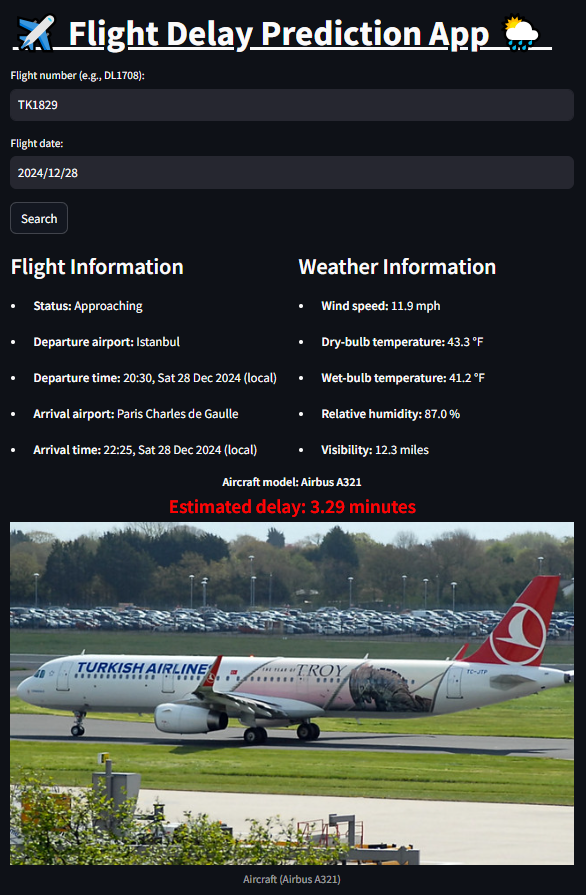 Flight Delay Prediction App
Flight number (e.g., DL1708):
TK1829
Flight date:
2024/12/28
Search
Flight Information
Status: Approaching
Departure airport: Istanbul
Departure time: 20:30, Sat 28 Dec 2024 (local)
Arrival airport: Paris Charles de Gaulle
Arrival time: 22:25, Sat 28 Dec 2024 (local)
Weather Information
Wind speed: 11.9 mph
Dry-bulb temperature: 43.3 °F
Wet-bulb temperature: 41.2 °F
Relative humidity: 87.0 %
Visibility: 12.3 miles
Aircraft model: Airbus A321
Estimated delay: 3.29 minutes
TURKISH AIRLINE
THE YEAR OF TROY
TC-JTP
Aircraft (Airbus A321)